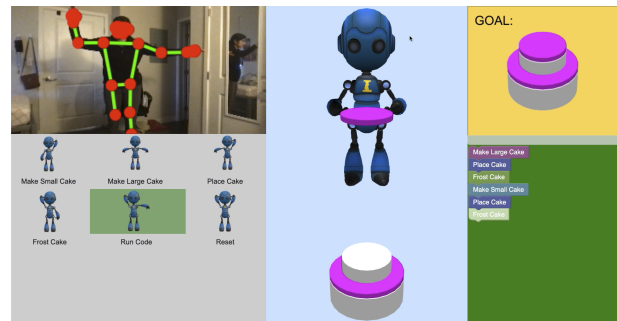 GOAL:
Make Small Cake
Make Large Cake
Place Cake
Frost Cake
Run Code
Reset
I
Make Large Cake
Place Cake
Frost Cake
Make Small Cake
Place Cake
Frost Cake